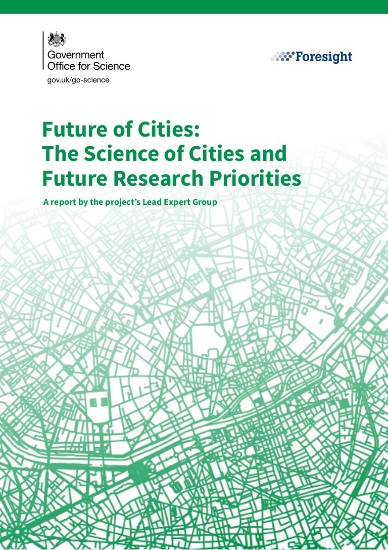 Government
Office for Science
gov.uk/go-science
Foresight
Future of Cities:
The Science of Cities and
Future Research Priorities
A report by the project's Lead Expert Group